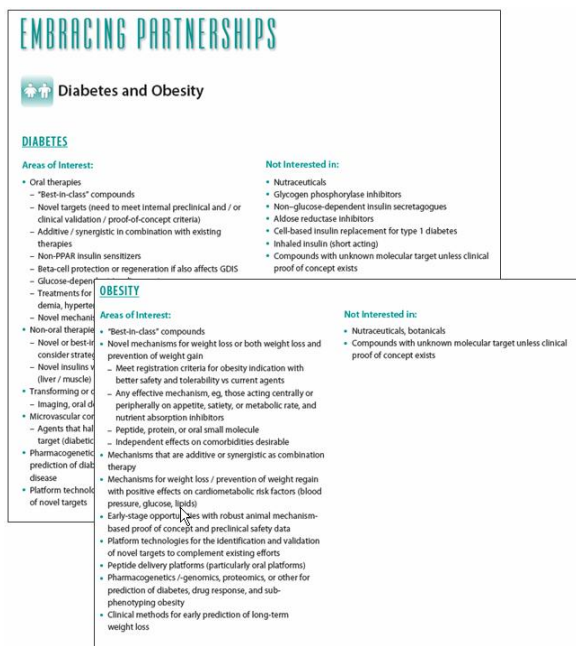 EMBRACING PARTNERSHIPS
Diabetes and Obesity
DIABETES
Areas of Interest:
• Oral therapies
– "Best-in-class" compounds
– Novel targets (need to meet internal preclinical and / or
clinical validation / proof-of-concept criteria)
– Additive / synergistic in combination with existing
therapies
– Non-PPAR insulin sensitizers
– Beta-cell protection or regeneration if also affects GDIS
– Glucose-depen
– Treatments for
demia, hyperte
– Novel mechanis
• Non-oral therapie
– Novel or best-in
consider strateg
– Novel insulins w
(liver / muscle)
• Transforming or d
– Imaging, oral d
• Microvascular cor
– Agents that hal
target (diabetic
• Pharmacogenetic
prediction of diab
disease
• Platform technolo
of novel targets
Not Interested in:
• Nutraceuticals
• Glycogen phosphorylase inhibitors
• Non–glucose-dependent insulin secretagogues
• Aldose reductase inhibitors
• Cell-based insulin replacement for type 1 diabetes
• Inhaled insulin (short acting)
• Compounds with unknown molecular target unless clinical
proof of concept exists
OBESITY
Areas of Interest:
• "Best-in-class" compounds
• Novel mechanisms for weight loss or both weight loss and
prevention of weight gain
– Meet registration criteria for obesity indication with
better safety and tolerability vs current agents
– Any effective mechanism, eg, those acting centrally or
peripherally on appetite, satiety, or metabolic rate, and
nutrient absorption inhibitors
– Peptide, protein, or oral small molecule
– Independent effects on comorbidities desirable
• Mechanisms that are additive or synergistic as combination
therapy
• Mechanisms for weight loss / prevention of weight regain
with positive effects on cardiometabolic risk factors (blood
pressure, glucose, lipids)
• Early-stage opportunities with robust animal mechanism-
based proof of concept and preclinical safety data
• Platform technologies for the identification and validation
of novel targets to complement existing efforts
• Peptide delivery platforms (particularly oral platforms)
• Pharmacogenetics /-genomics, proteomics, or other for
prediction of diabetes, drug response, and sub-
phenotyping obesity
• Clinical methods for early prediction of long-term
weight loss
Not Interested in:
• Nutraceuticals, botanicals
• Compounds with unknown molecular target unless clinical
proof of concept exists